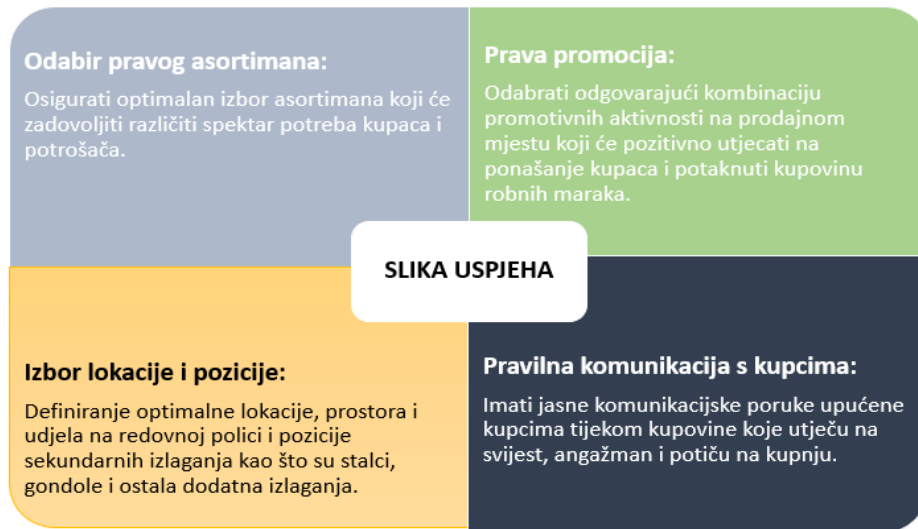 Odabir pravog asortimana:
Osigurati optimalan izbor asortimana koji će
zadovoljiti različiti spektar potreba kupaca i
potrošača.
Prava promocija:
Odabrati odgovarajući kombinaciju
promotivnih aktivnosti na prodajnom
mjestu koji će pozitivno utjecati na
ponašanje kupaca i potaknuti kupovinu
robnih maraka.
SLIKA USPJEHA
Izbor lokacije i pozicije:
Definiranje optimalne lokacije, prostora i
udjela na redovnoj polici i pozicije
sekundarnih izlaganja kao što su stalci,
gondole i ostala dodatna izlaganja.
Pravilna komunikacija s kupcima:
Imati jasne komunikacijske poruke upućene
kupcima tijekom kupovine koje utječu na
svijest, angažman i potiču na kupnju.